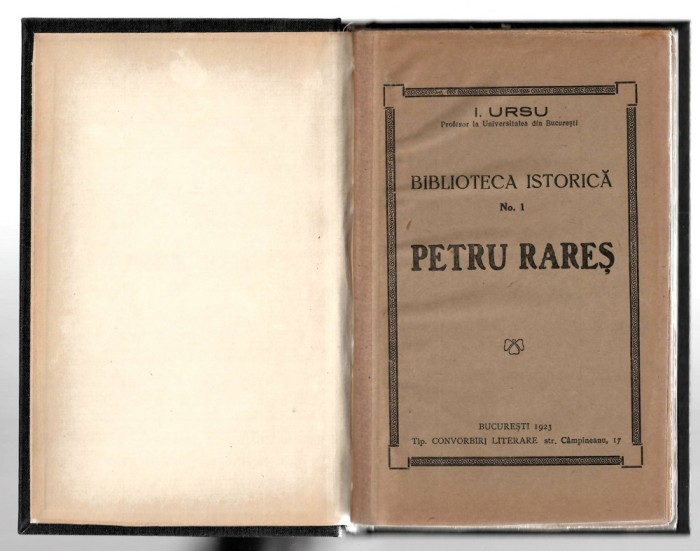 I. URSU
Profesor la Universitatea din București
BIBLIOTECA ISTORICĂ
No. 1
PETRU RAREȘ
BUCUREȘTI 1923
Tip. CONVORBIRI LITERARE str, Câmpineanu, 17